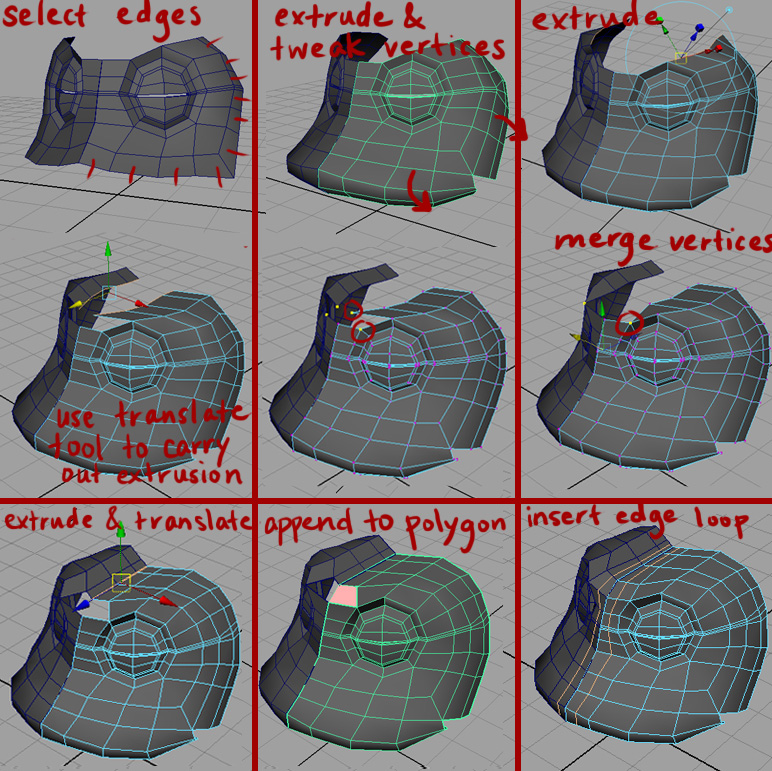 select edges
extrude &
tweak vertices
extrude
use translate
tool to carry
out extrusion
merge vertices
extrude & translate
append to polygon
insert edge loop